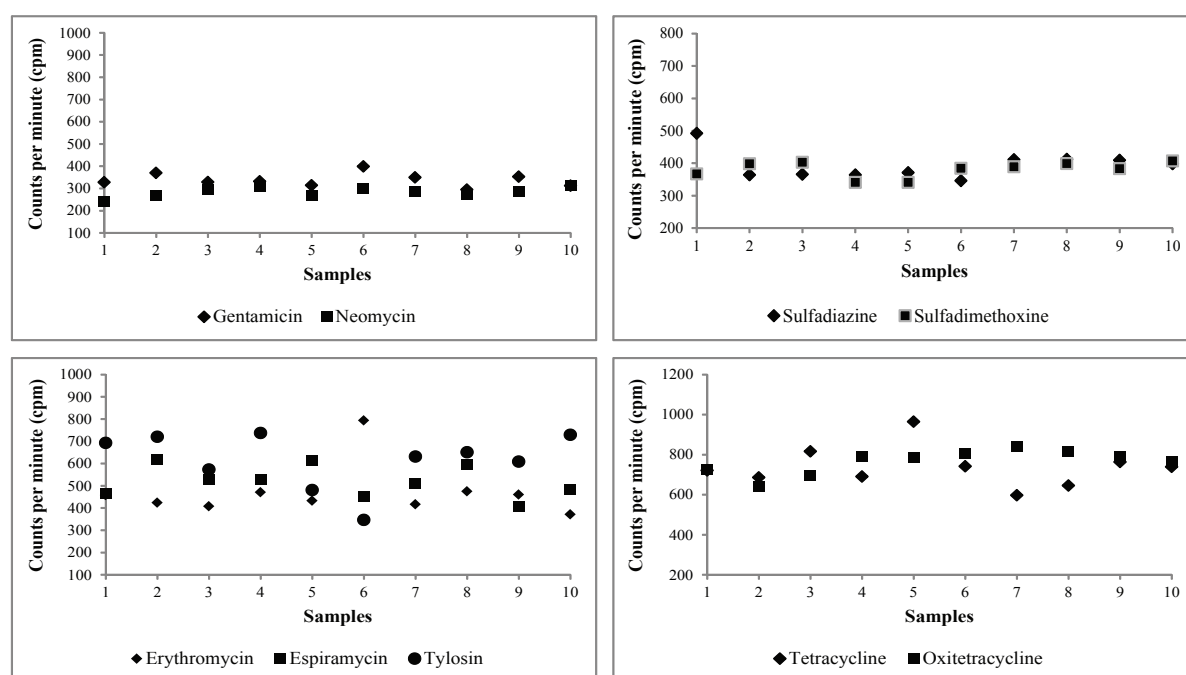 Counts per minute (cpm)
1000
900
800
700
600
500
400
300
200
100
1 2 3 4 5 6 7 8 9 10
Samples
Gentamicin Neomycin
Counts per minute (cpm)
800
700
600
500
400
300
200
1 2 3 4 5 6 7 8 9 10
Samples
Sulfadiazine Sulfadimethoxine
Counts per minute (cpm)
1000
900
800
700
600
500
400
300
200
100
1 2 3 4 5 6 7 8 9 10
Samples
Erythromycin Espiramycin Tylosin
Counts per minute (cpm)
1200
1000
800
600
400
200
1 2 3 4 5 6 7 8 9 10
Samples
Tetracycline Oxitetracycline